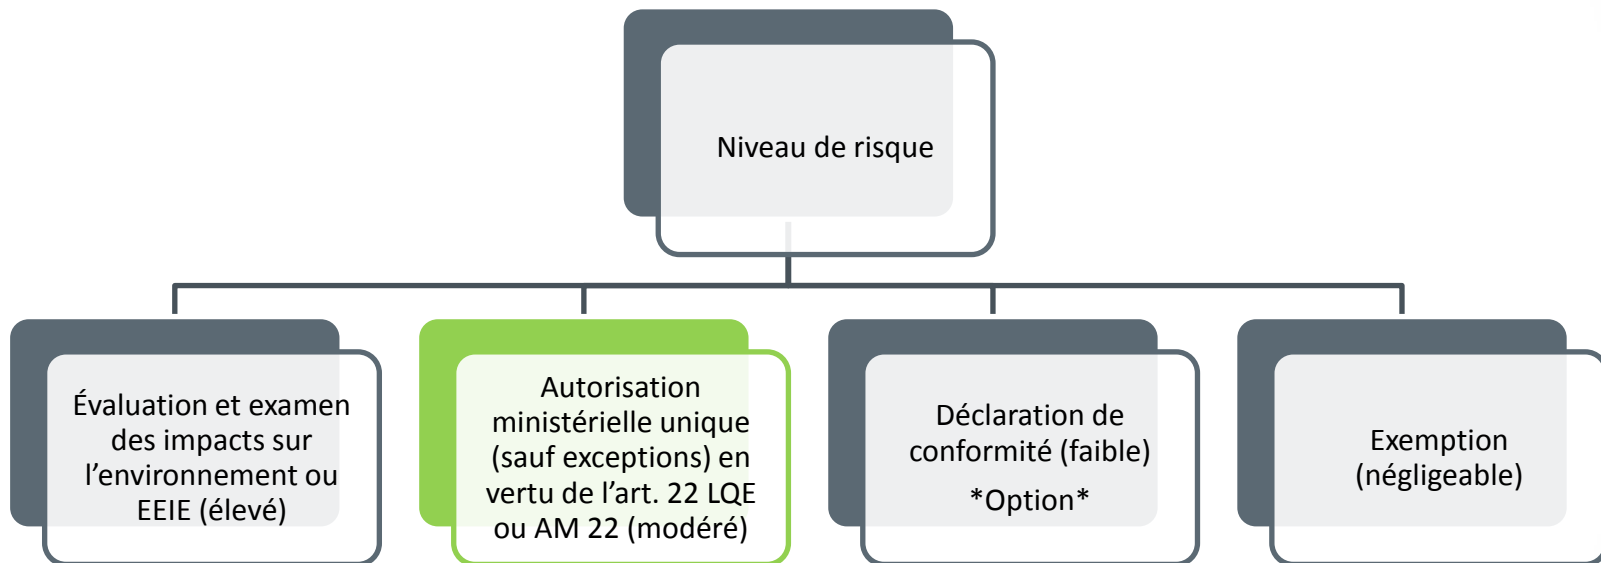 Niveau de risque
Évaluation et examen
des impacts sur
l’environnement ou
EEIE (élevé)
Autorisation
ministérielle unique
(sauf exceptions) en
vertu de l’art. 22 LQE
ou AM 22 (modéré)
Déclaration de
conformité (faible)
*Option*
Exemption
(négligeable)